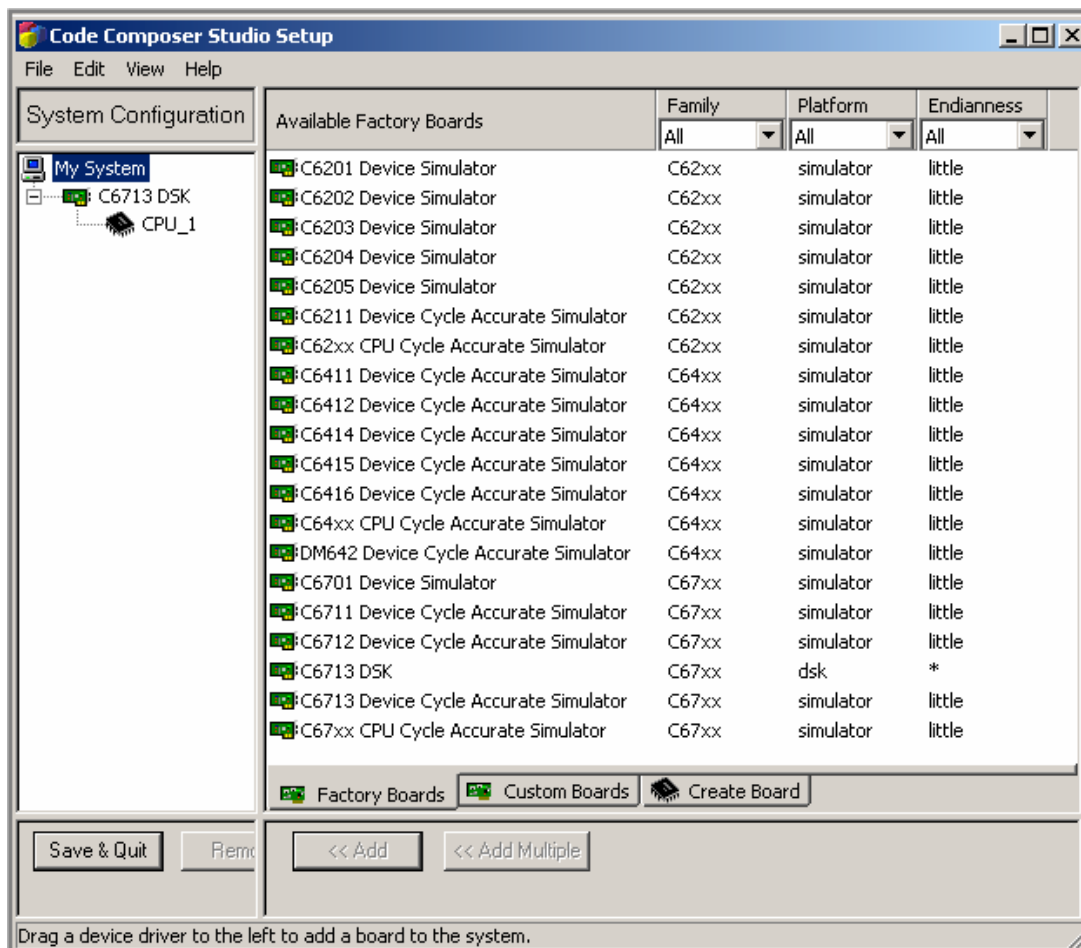 Code Composer Studio Setup
File Edit View Help
System Configuration
My System
C6713 DSK
CPU_1
Available Factory Boards Family Platform Endianness
All All All
C6201 Device Simulator C62xx simulator little
C6202 Device Simulator C62xx simulator little
C6203 Device Simulator C62xx simulator little
C6204 Device Simulator C62xx simulator little
C6205 Device Simulator C62xx simulator little
C6211 Device Cycle Accurate Simulator C62xx simulator little
C62xx CPU Cycle Accurate Simulator C62xx simulator little
C6411 Device Cycle Accurate Simulator C64xx simulator little
C6412 Device Cycle Accurate Simulator C64xx simulator little
C6414 Device Cycle Accurate Simulator C64xx simulator little
C6415 Device Cycle Accurate Simulator C64xx simulator little
C6416 Device Cycle Accurate Simulator C64xx simulator little
C64xx CPU Cycle Accurate Simulator C64xx simulator little
DM642 Device Cycle Accurate Simulator C64xx simulator little
C6701 Device Simulator C67xx simulator little
C6711 Device Cycle Accurate Simulator C67xx simulator little
C6712 Device Cycle Accurate Simulator C67xx simulator little
C6713 DSK C67xx dsk *
C6713 Device Cycle Accurate Simulator C67xx simulator little
C67xx CPU Cycle Accurate Simulator C67xx simulator little
Factory Boards Custom Boards Create Board
Save & Quit Remo << Add << Add Multiple
Drag a device driver to the left to add a board to the system.